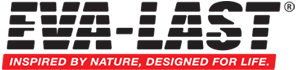 EVA-LAST®
INSPIRED BY NATURE, DESIGNED FOR LIFE.